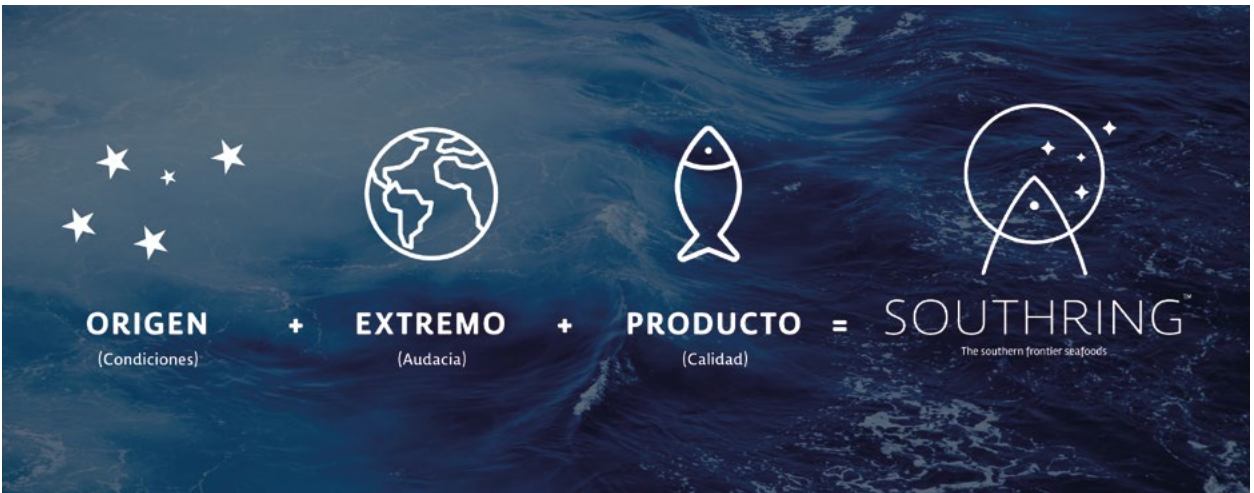 ORIGEN + EXTREMO + PRODUCTO = SOUTHRING™
(Condiciones) (Audacia) (Calidad) The southern frontier seafoods